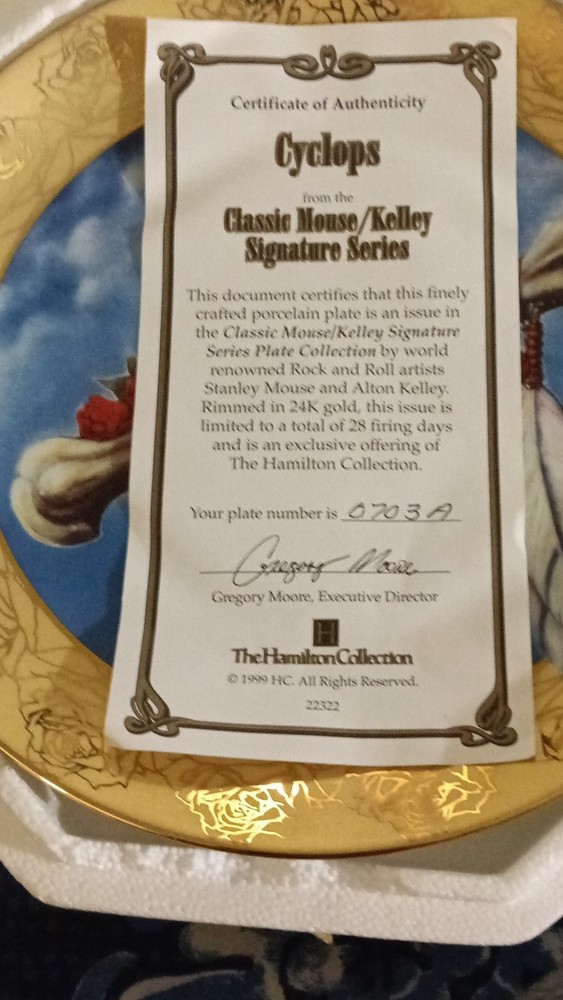 Certificate of Authenticity
Cyclops
from the
Classic Mouse/Kelley
Signature Series
This document certifies that this finely
crafted porcelain plate is an issue in
the Classic Mouse/Kelley Signature
Series Plate Collection by world
renowned Rock and Roll artists
Stanley Mouse and Alton Kelley.
Rimmed in 24K gold, this issue is
limited to a total of 28 firing days
and is an exclusive offering of
The Hamilton Collection.
Your plate number is 0703A
Gregory Moore
Gregory Moore, Executive Director
H
The Hamilton Collection
© 1999 HC. All Rights Reserved.
22322